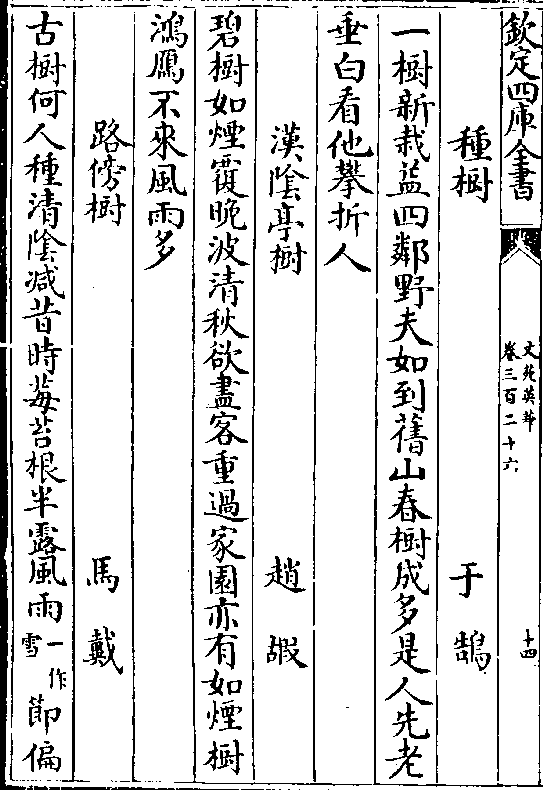 欽定四庫全書
文苑英華
卷三百二十六
十四
種樹　于鵠
一樹新栽益四鄰野夫如到舊山春樹成多是人先老
垂白看他攀折人
漢陰亭樹　趙嘏
碧樹如煙覆晚波清秋欲盡客重過家園亦有如煙樹
鴻鴈不來風雨多
路傍樹　馬戴
古樹何人種清陰減昔時莓苔根半露風雨一作雪節偏